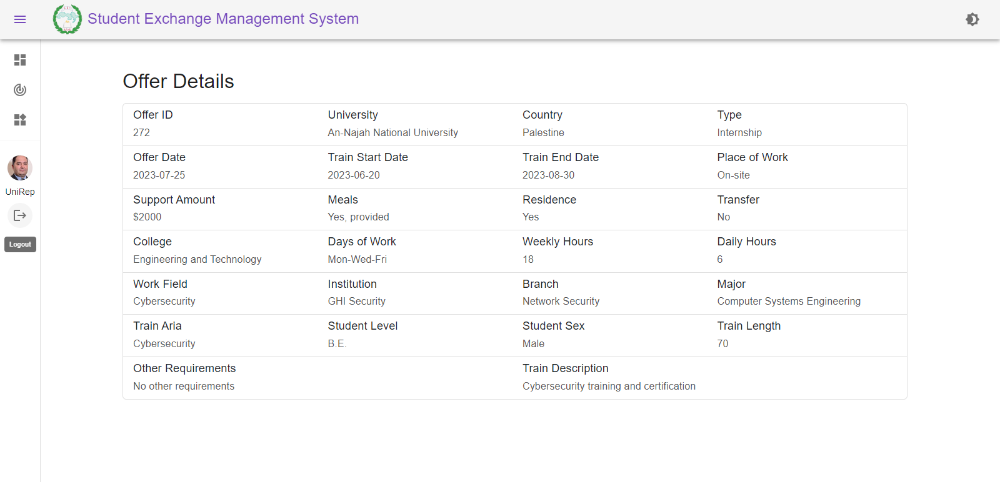 Student Exchange Management System
Offer Details
Offer ID University Country Type
272 An-Najah National University Palestine Internship
Offer Date Train Start Date Train End Date Place of Work
2023-07-25 2023-06-20 2023-08-30 On-site
UniRep
Support Amount Meals Residence Transfer
$2000 Yes, provided Yes No
College Days of Work Weekly Hours Daily Hours
Logout
Engineering and Technology Mon-Wed-Fri 18 6
Work Field Institution Branch Major
Cybersecurity GHI Security Network Security Computer Systems Engineering
Train Aria Student Level Student Sex Train Length
Cybersecurity B.E. Male 70
Other Requirements Train Description
No other requirements Cybersecurity training and certification